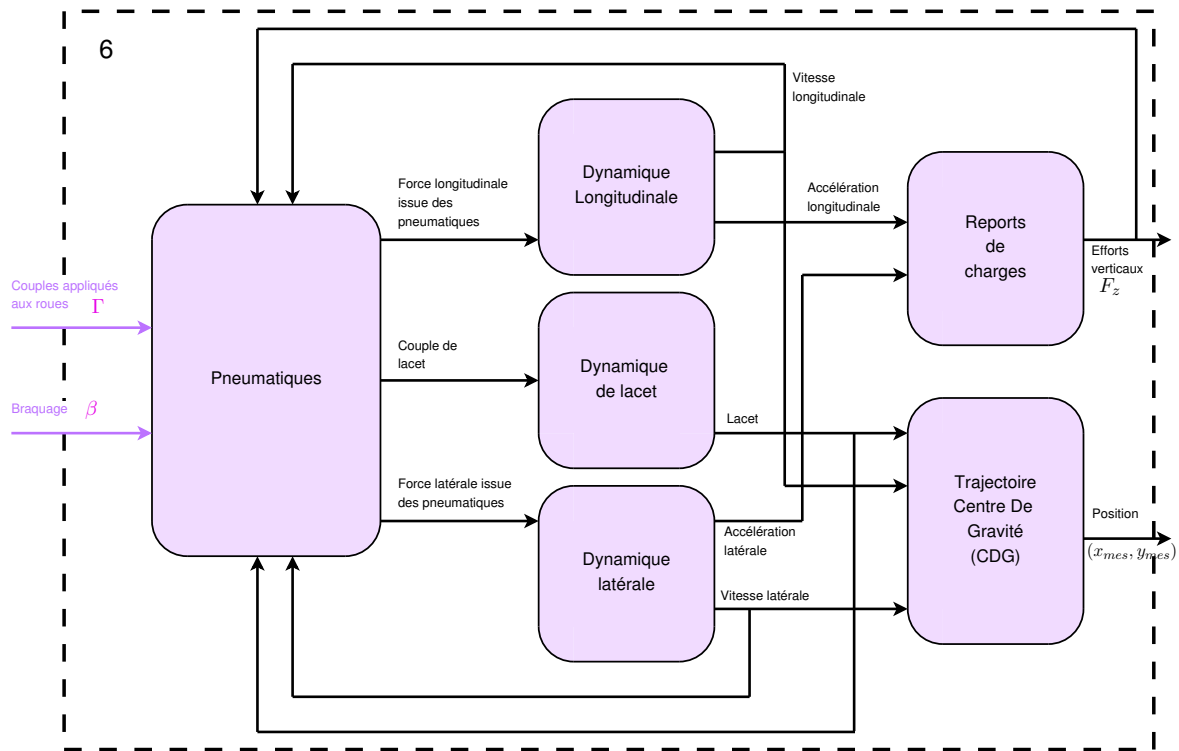 6
Vitesse
longitudinale
Dynamique
Longitudinale
Force longitudinale
issue des
pneumatiques
Accélération
longitudinale
Reports
de
charges
Efforts
verticaux
F_z
Couples appliqués
aux roues Γ
Pneumatiques
Couple de
lacet
Dynamique
de lacet
Braquage β
Lacet
Force latérale issue
des pneumatiques
Trajectoire
Centre De
Gravité
(CDG)
Position
(x_{mes}, y_{mes})
Accélération
latérale
Dynamique
latérale
Vitesse latérale